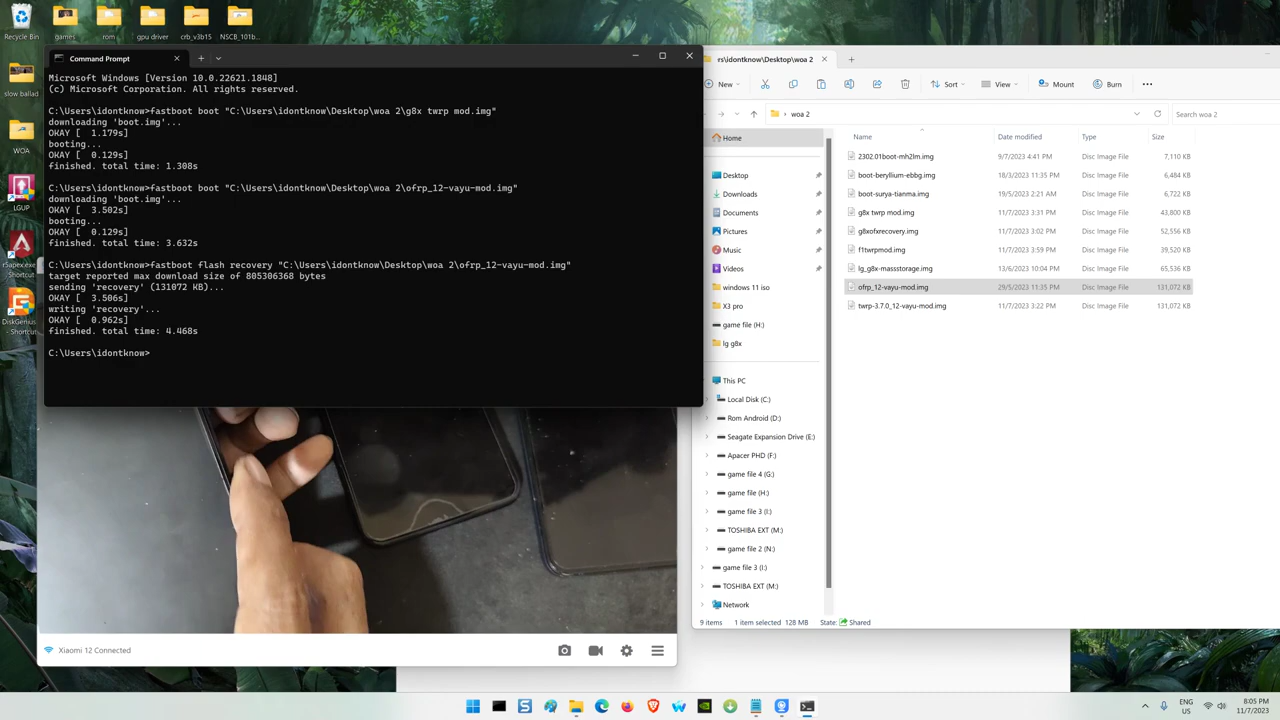 Recycle Bin
games
rom
gpu driver
crb_v3b15
NSCB_101b...
slow ballad
WOA
LGUP
r5apex.exe - Shortcut
DiskGenius - Shortcut
Command Prompt
Microsoft Windows [Version 10.0.22621.1848]
(c) Microsoft Corporation. All rights reserved.
C:\Users\idontknow>fastboot boot "C:\Users\idontknow\Desktop\woa 2\g8x twrp mod.img"
downloading 'boot.img'...
OKAY [  1.179s]
booting...
OKAY [  0.129s]
finished. total time: 1.308s
C:\Users\idontknow>fastboot boot "C:\Users\idontknow\Desktop\woa 2\ofrp_12-vayu-mod.img"
downloading 'boot.img'...
OKAY [  3.502s]
booting...
OKAY [  0.129s]
finished. total time: 3.632s
C:\Users\idontknow>fastboot flash recovery "C:\Users\idontknow\Desktop\woa 2\ofrp_12-vayu-mod.img"
target reported max download size of 805306368 bytes
sending 'recovery' (131072 KB)...
OKAY [  3.506s]
writing 'recovery'...
OKAY [  0.962s]
finished. total time: 4.468s
C:\Users\idontknow>
Xiaomi 12 Connected
rs\idontknow\Desktop\woa 2
New
Sort
View
Mount
Burn
woa 2
Search woa 2
Home
Desktop
Downloads
Documents
Pictures
Music
Videos
windows 11 iso
X3 pro
game file (H:)
lg g8x
This PC
Local Disk (C:)
Rom Android (D:)
Seagate Expansion Drive (E:)
Apacer PHD (F:)
game file 4 (G:)
game file (H:)
game file 3 (I:)
TOSHIBA EXT (M:)
game file 2 (N:)
game file 3 (I:)
TOSHIBA EXT (M:)
Network
Name Date modified Type Size
2302.01boot-mh2lm.img 9/7/2023 4:41 PM Disc Image File 7,110 KB
boot-beryllium-ebbg.img 18/3/2023 11:35 PM Disc Image File 6,484 KB
boot-surya-tianma.img 19/5/2023 2:21 AM Disc Image File 6,722 KB
g8x twrp mod.img 11/7/2023 3:31 PM Disc Image File 43,800 KB
g8xofxrecovery.img 11/7/2023 3:02 PM Disc Image File 52,556 KB
f1twrpmod.img 11/7/2023 3:59 PM Disc Image File 39,520 KB
lg_g8x-massstorage.img 13/6/2023 10:04 PM Disc Image File 65,536 KB
ofrp_12-vayu-mod.img 29/5/2023 11:35 PM Disc Image File 131,072 KB
twrp-3.7.0_12-vayu-mod.img 11/7/2023 3:22 PM Disc Image File 131,072 KB
9 items 1 item selected 128 MB State: Shared
ENG
US
8:05 PM
11/7/2023